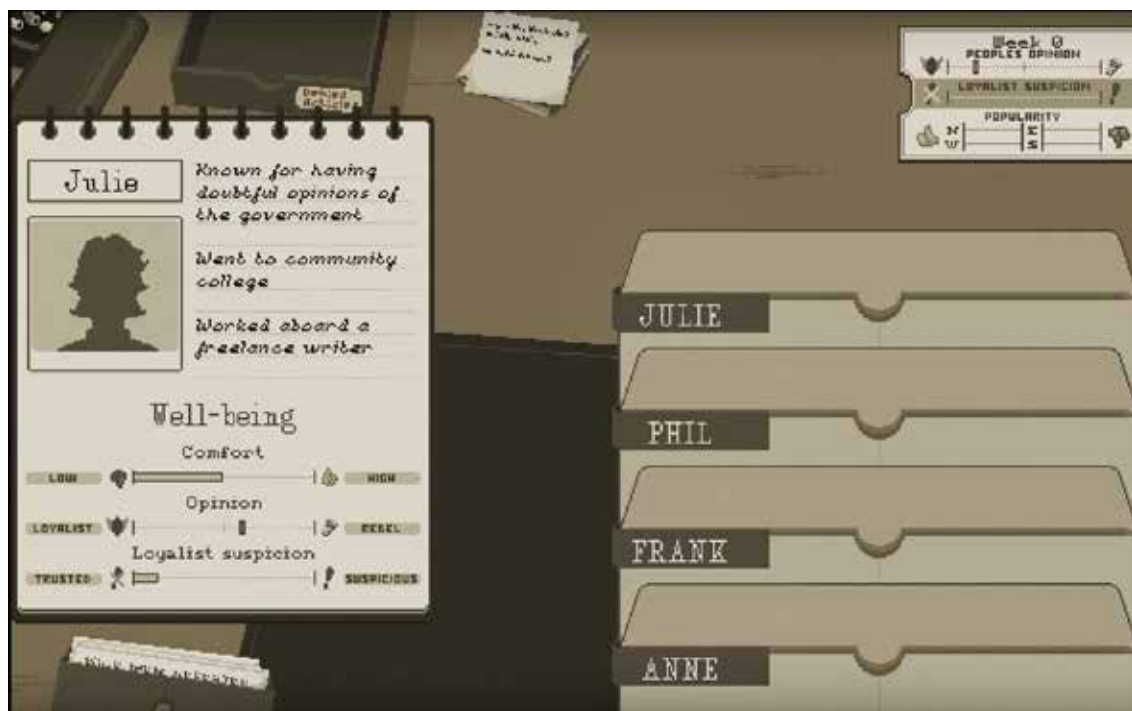 Week 0
PEOPLES OPINION
LOYALIST SUSPICION
POPULARITY
Julie
Known for having
doubtful opinions of
the government
Went to community
college
Worked aboard a
freelance writer
Well-being
Comfort
LOW
HIGH
Opinion
LOYALIST
REBEL
Loyalist suspicion
TRUSTED
SUSPICIOUS
JULIE
PHIL
FRANK
ANNE